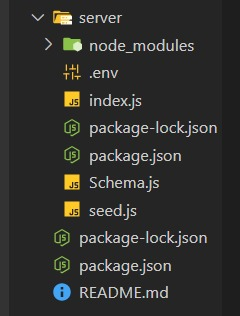 server
node_modules
.env
index.js
package-lock.json
package.json
Schema.js
seed.js
package-lock.json
package.json
README.md